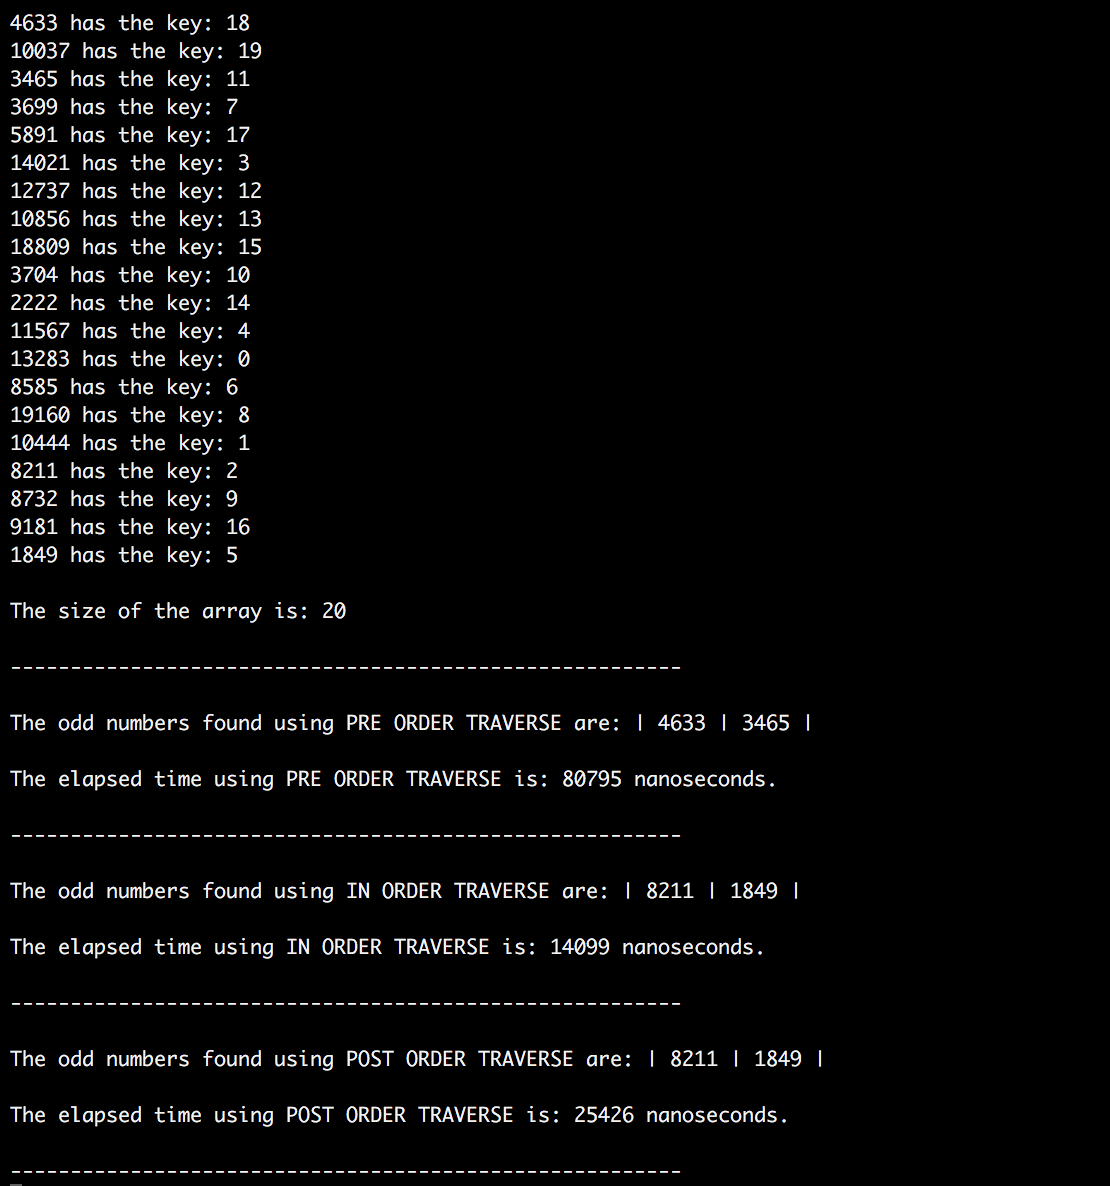 4633 has the key: 18
10037 has the key: 19
3465 has the key: 11
3699 has the key: 7
5891 has the key: 17
14021 has the key: 3
12737 has the key: 12
10856 has the key: 13
18809 has the key: 15
3704 has the key: 10
2222 has the key: 14
11567 has the key: 4
13283 has the key: 0
8585 has the key: 6
19160 has the key: 8
10444 has the key: 1
8211 has the key: 2
8732 has the key: 9
9181 has the key: 16
1849 has the key: 5
The size of the array is: 20
--------------------------------------------------------
The odd numbers found using PRE ORDER TRAVERSE are: | 4633 | 3465 |
The elapsed time using PRE ORDER TRAVERSE is: 80795 nanoseconds.
--------------------------------------------------------
The odd numbers found using IN ORDER TRAVERSE are: | 8211 | 1849 |
The elapsed time using IN ORDER TRAVERSE is: 14099 nanoseconds.
--------------------------------------------------------
The odd numbers found using POST ORDER TRAVERSE are: | 8211 | 1849 |
The elapsed time using POST ORDER TRAVERSE is: 25426 nanoseconds.
--------------------------------------------------------